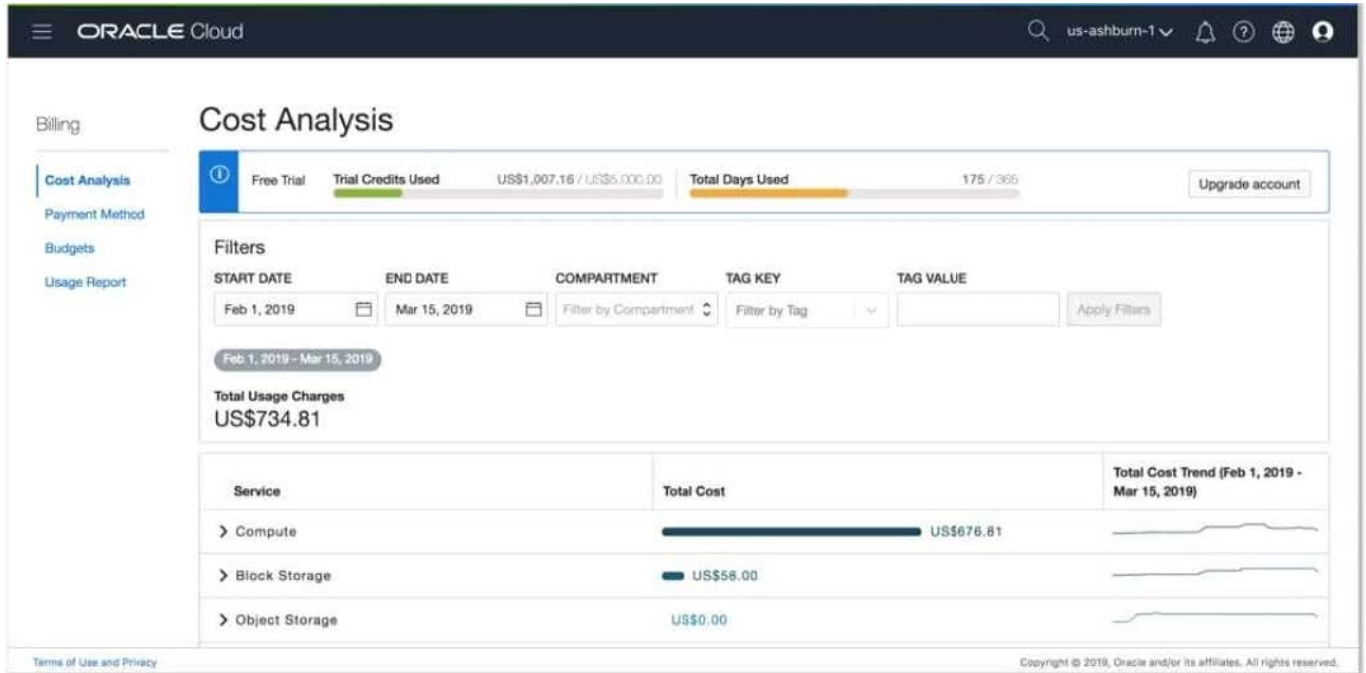 ORACLE Cloud
us-ashburn-1
Billing
Cost Analysis
Payment Method
Budgets
Usage Report
Cost Analysis
Free Trial Trial Credits Used US$1,007.16 / US$5,000.00 Total Days Used 175 / 365 Upgrade account
Filters
START DATE END DATE COMPARTMENT TAG KEY TAG VALUE
Feb 1, 2019 Mar 15, 2019 Filter by Compartment Filter by Tag Apply Filters
Feb 1, 2019 - Mar 15, 2019
Total Usage Charges
US$734.81
Service Total Cost Total Cost Trend (Feb 1, 2019 -
Mar 15, 2019)
Compute US$676.81
Block Storage US$58.00
Object Storage US$0.00
Terms of Use and Privacy Copyright © 2019, Oracle and/or its affiliates. All rights reserved.